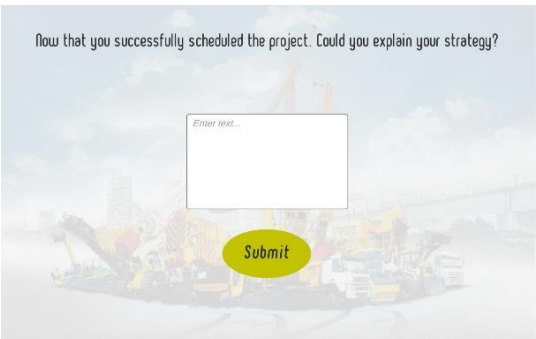 Now that you successfully scheduled the project. Could you explain your strategy?
Enter text...
Submit